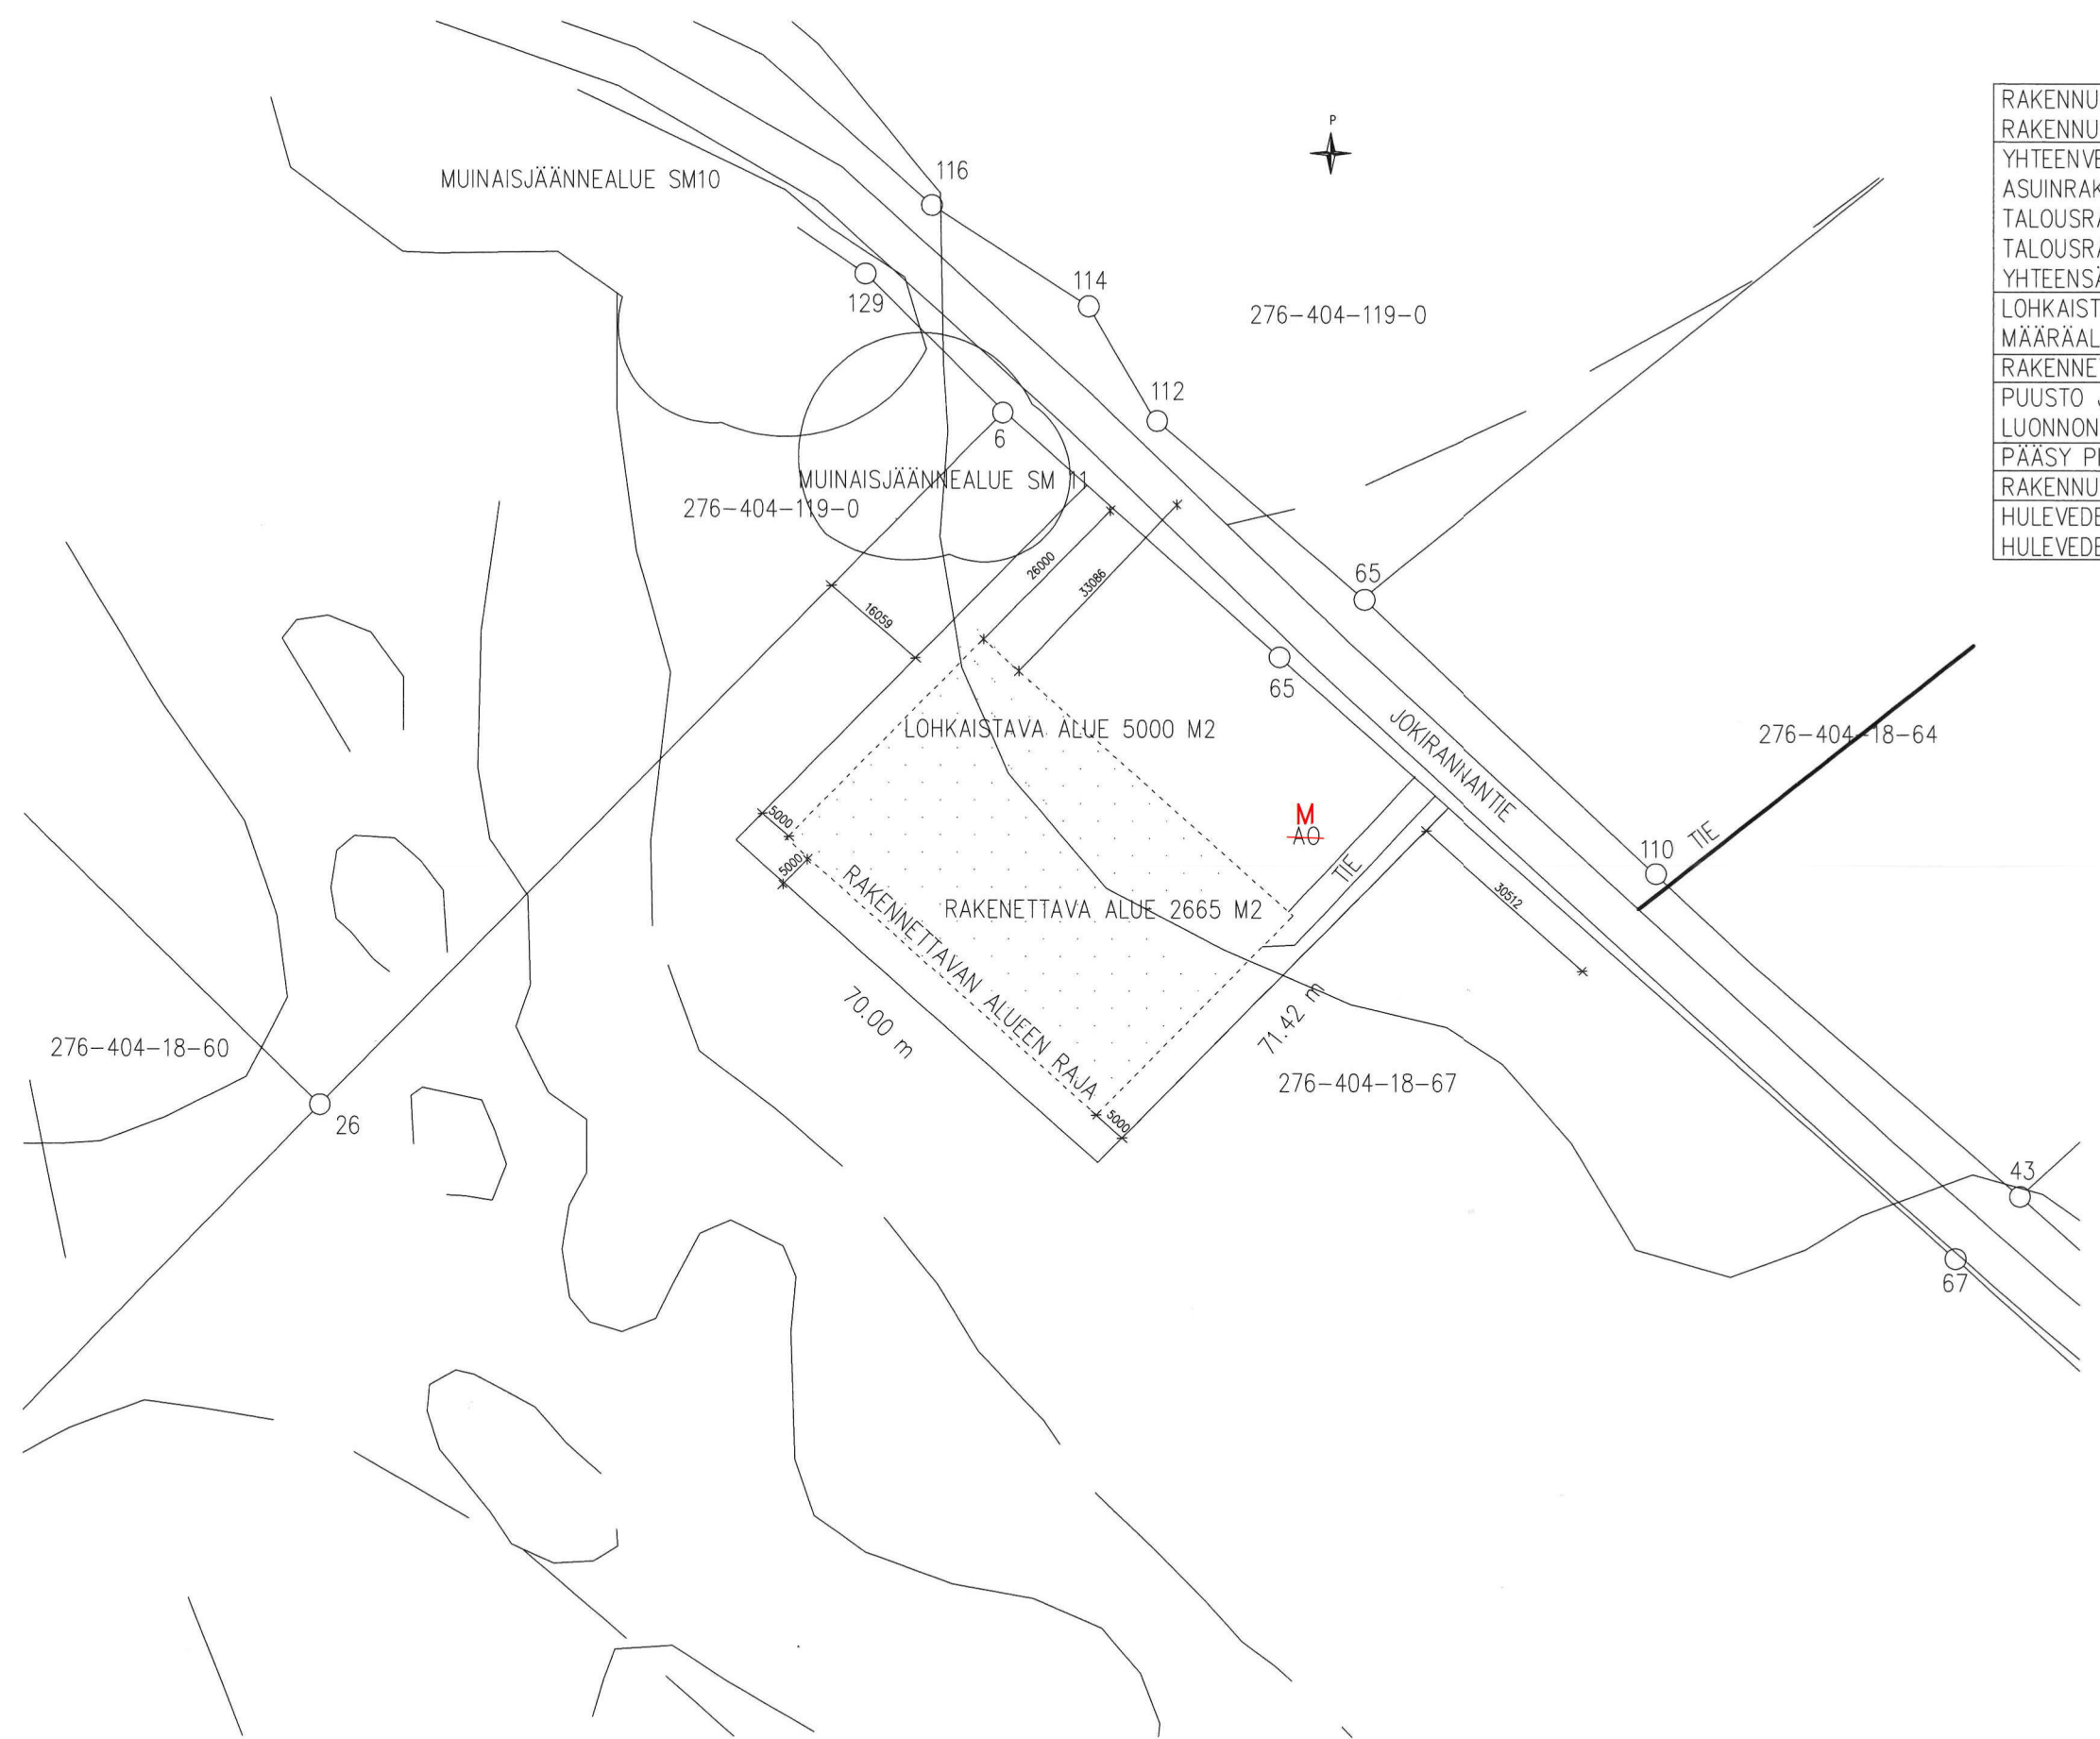 P
RAKENNU
RAKENNU
YHTEENVE
ASUINRAK
TALOUSRA
TALOUSRA
YHTEENSÄ
LOHKAIST
MÄÄRÄAL
RAKENNE
PUUSTO
LUONNON
PÄÄSY
RAKENNU
HULEVEDE
HULEVEDE
MUINAISJÄÄNNEALUE SM10
116
129
114
276-404-119-0
112
6
MUINAISJÄÄNNEALUE SM 11
276-404-119-0
26000
33086
16059
65
65
LOHKAISTAVA ALUE 5000 M2
JOKIRANNANTIE
276-404-18-64
M
AO
TIE
TIE
110
5000
5000
RAKENNETTAVAN ALUEEN RAJA
RAKENETTAVA ALUE 2665 M2
30512
70.00 m
71.42 m
276-404-18-60
276-404-18-67
26
5000
43
67